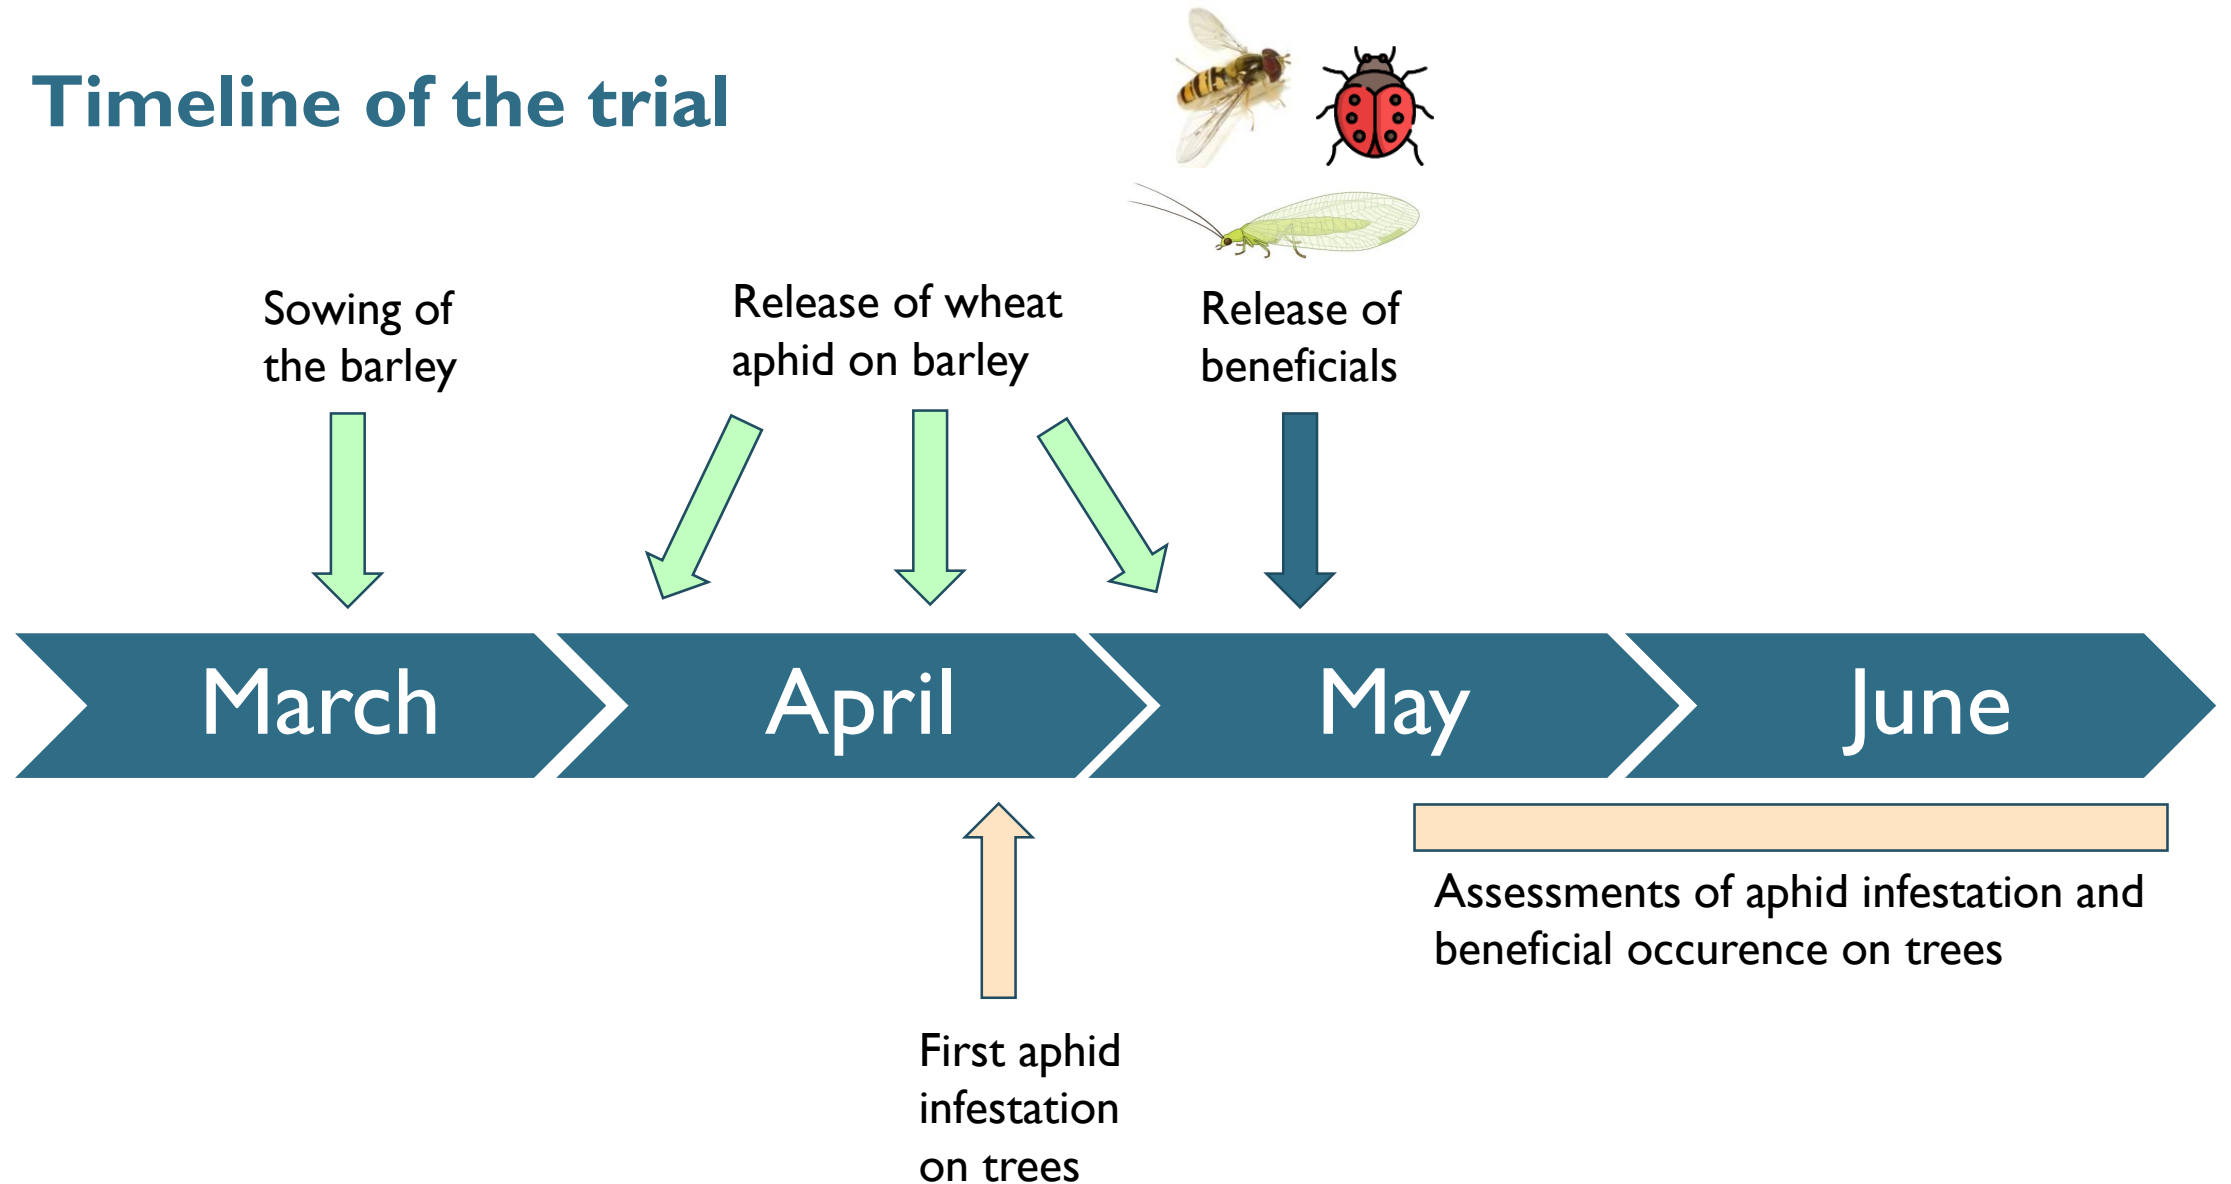 Timeline of the trial
Sowing of
the barley
Release of wheat
aphid on barley
Release of
beneficials
March
April
May
June
First aphid
infestation
on trees
Assessments of aphid infestation and
beneficial occurence on trees